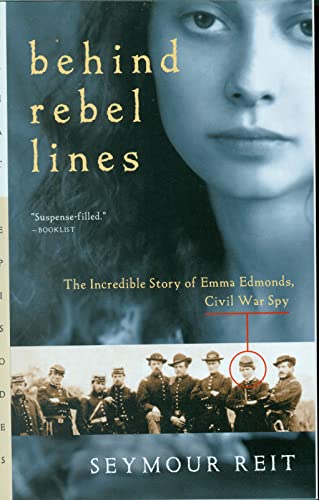 behind
rebel
lines
"Suspense-filled."
—BOOKLIST
The Incredible Story of Emma Edmonds,
Civil War Spy
SEYMOUR REIT
E P I S O D E S